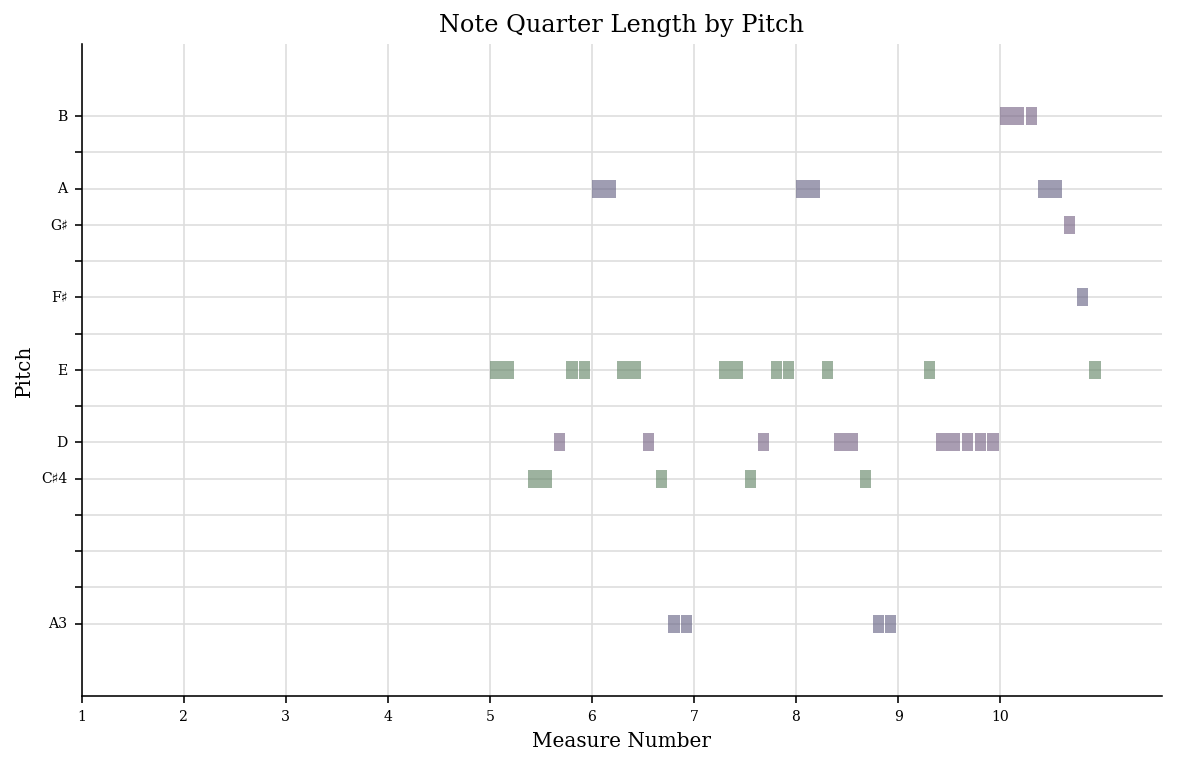 Note Quarter Length by Pitch
Pitch
B
A
G♯
F♯
E
D
C♯4
A3
1 2 3 4 5 6 7 8 9 10
Measure Number